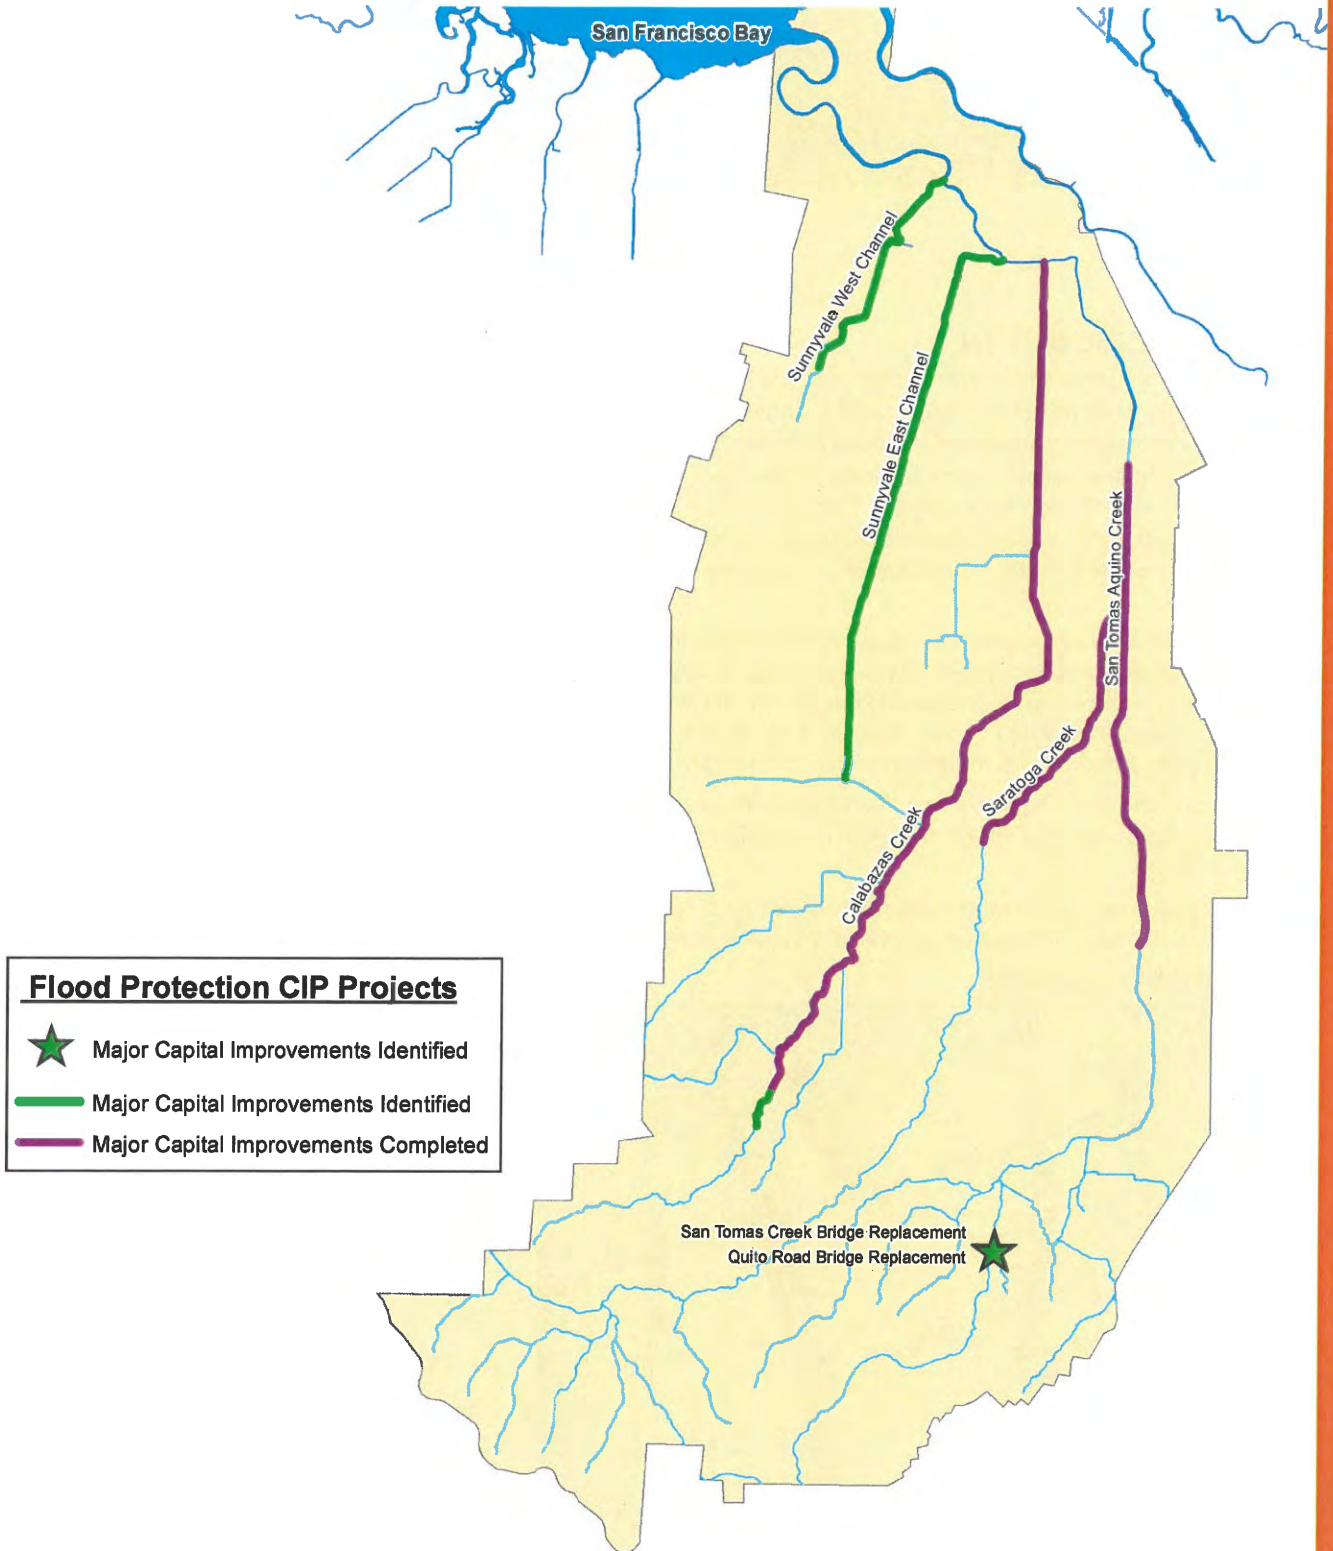 San Francisco Bay
Sunnyvale West Channel
Sunnyvale East Channel
San Tomas Aquino Creek
Saratoga Creek
Calabazas Creek
Flood Protection CIP Projects
Major Capital Improvements Identified
Major Capital Improvements Identified
Major Capital Improvements Completed
San Tomas Creek Bridge Replacement
Quito Road Bridge Replacement